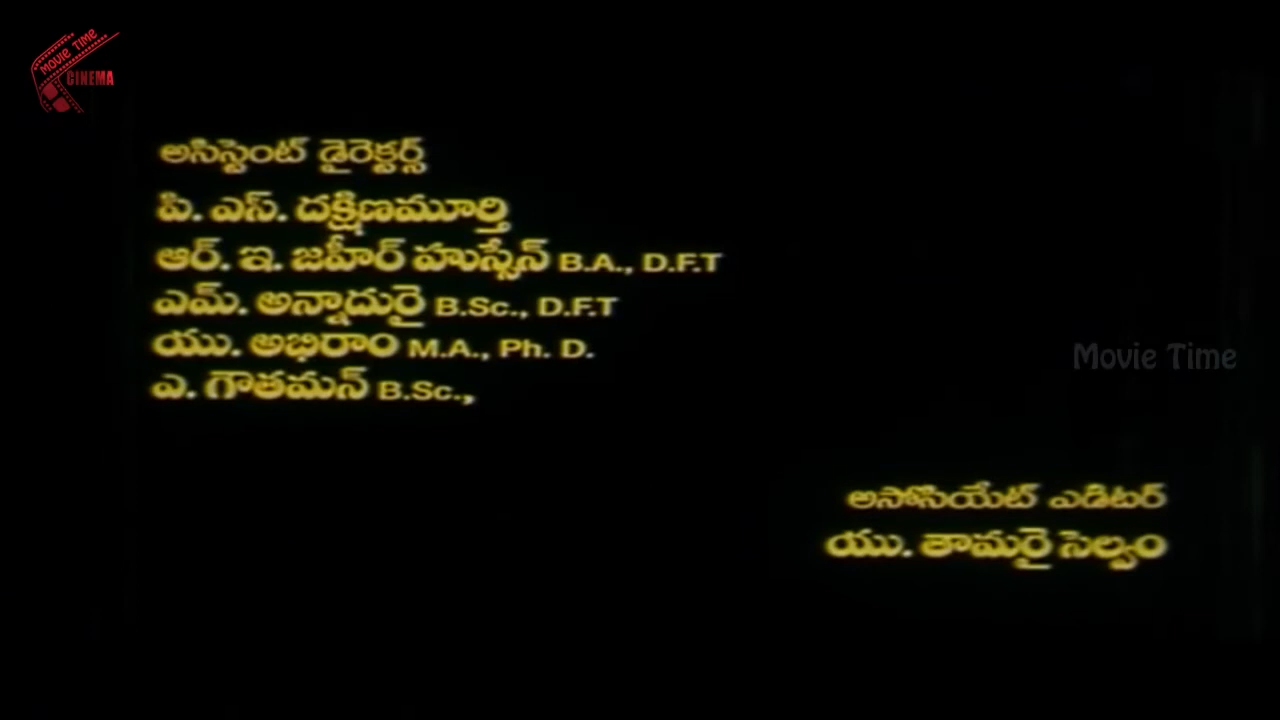 MOVIE TIME
CINEMA
అసిస్టెంట్ డైరెక్టర్స్
పి. ఎస్. దక్షిణమూర్తి
ఆర్. ఇ. జహీర్ హుస్సేన్ B.A., D.F.T
ఎమ్. అన్నాదురై B.Sc., D.F.T
యు. అభిరాం M.A., Ph. D.
ఎ. గౌతమన్ B.Sc.,
Movie Time
అసోసియేట్ ఎడిటర్
యు. తామరై సెల్వం